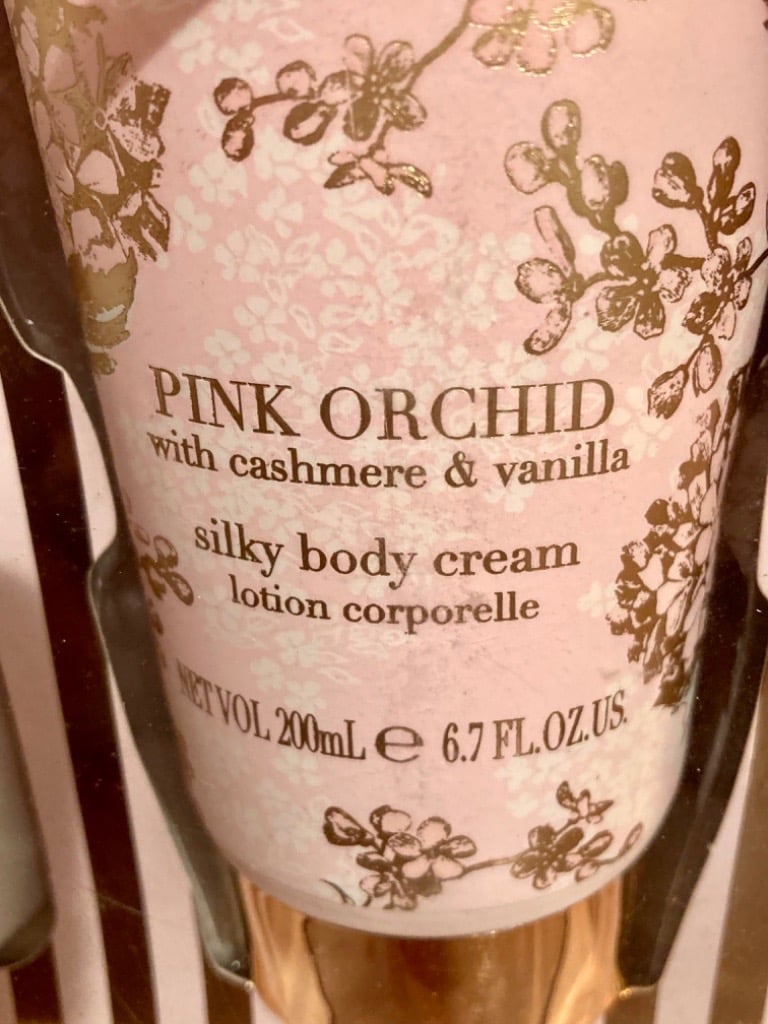 PINK ORCHID
with cashmere & vanilla
silky body cream
lotion corporelle
NET VOL 200mL ℮ 6.7 FL.OZ.US.